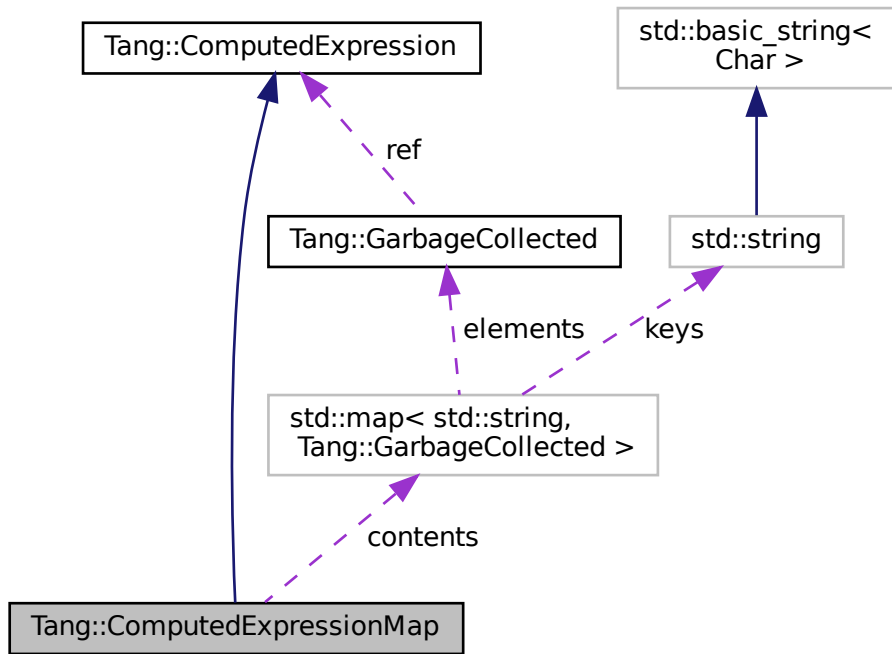 Tang::ComputedExpression
std::basic_string<
Char >
ref
Tang::GarbageCollected
std::string
elements
keys
std::map< std::string,
Tang::GarbageCollected >
contents
Tang::ComputedExpressionMap